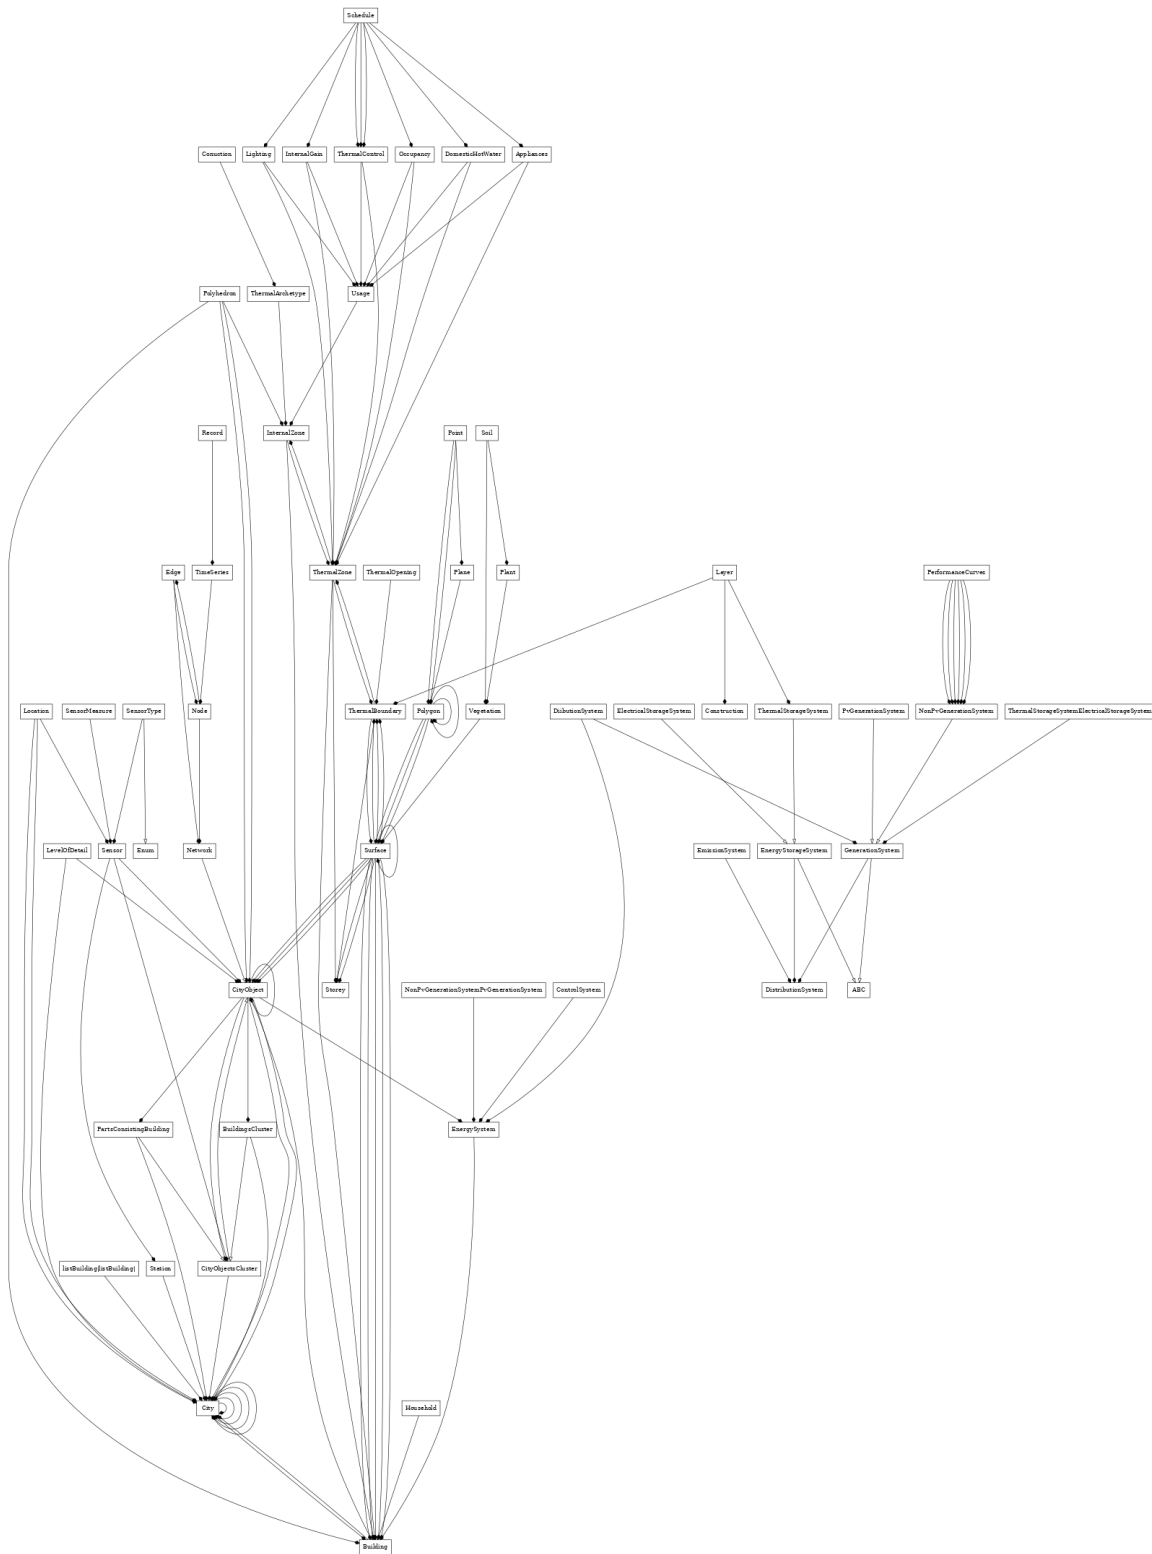 Schedule
Conuction
Lighting
InternalGain
ThermalControl
Occupancy
DomesticHotWater
Appliances
Polyhedron
ThermalArchetype
Usage
Record
InternalZone
Point
Soil
Edge
TimeSeries
ThermalZone
ThermalOpening
Plane
Plant
Layer
PerformanceCurves
Location
SensorMeasure
SensorType
Node
ThermalBoundary
Polygon
Vegetation
DiibutionSystem
ElectricalStorageSystem
Construction
ThermalStorageSystem
PvGenerationSystem
NonPvGenerationSystem
ThermalStorageSystemElectricalStorageSystem
LevelOfDetail
Sensor
Enum
Network
Surface
EmissionSystem
EnergyStorageSystem
GenerationSystem
CityObject
Storey
NonPvGenerationSystemPvGenerationSystem
ControlSystem
DistributionSystem
ABC
PartsConsistingBuilding
BuildingsCluster
EnergySystem
listBuilding|listBuilding|
Station
CityObjectsCluster
City
Household
Building